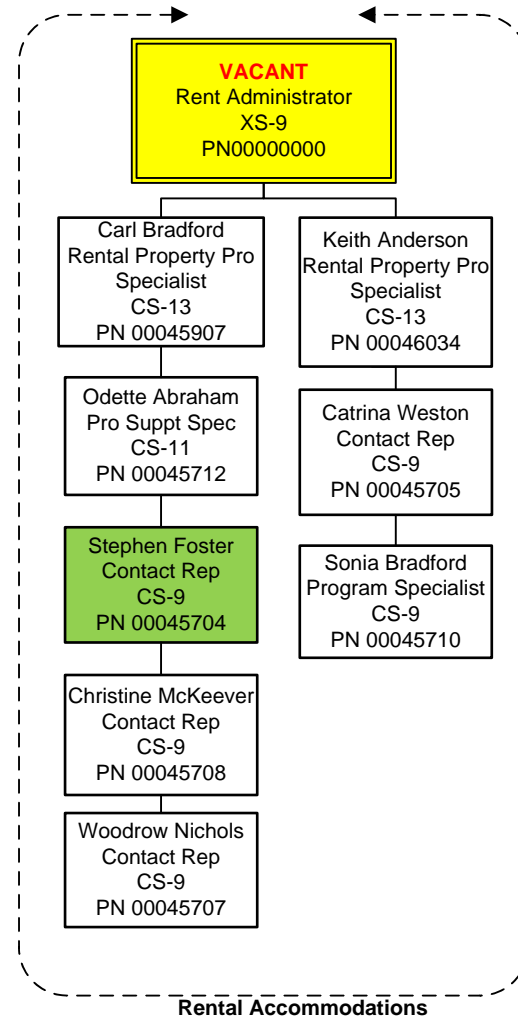 VACANT
Rent Administrator
XS-9
PN00000000
Carl Bradford
Rental Property Pro
Specialist
CS-13
PN 00045907
Odette Abraham
Pro Suppt Spec
CS-11
PN 00045712
Stephen Foster
Contact Rep
CS-9
PN 00045704
Christine McKeever
Contact Rep
CS-9
PN 00045708
Woodrow Nichols
Contact Rep
CS-9
PN 00045707
Keith Anderson
Rental Property Pro
Specialist
CS-13
PN 00046034
Catrina Weston
Contact Rep
CS-9
PN 00045705
Sonia Bradford
Program Specialist
CS-9
PN 00045710
Rental Accommodations